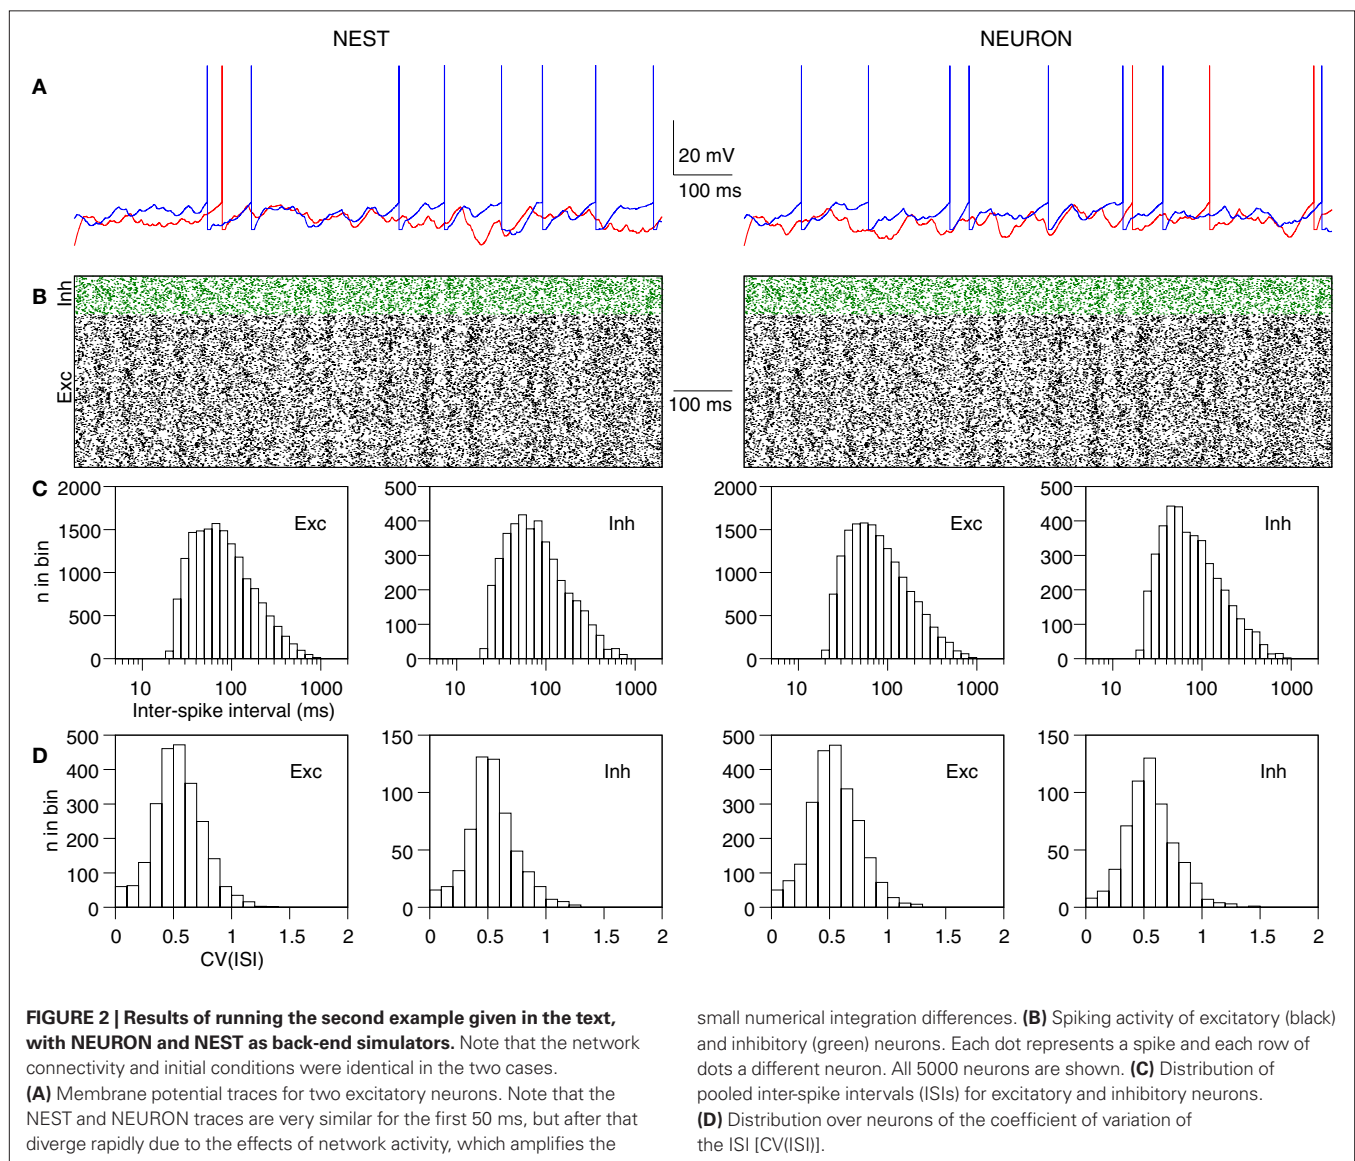 NEST
NEURON
A
20 mV
100 ms
B
Inh
Exc
100 ms
C
2000
1500
1000
500
0
n in bin
Exc
10
100
1000
Inter-spike interval (ms)
500
400
300
200
100
0
Inh
10
100
1000
2000
1500
1000
500
0
Exc
10
100
1000
500
400
300
200
100
0
Inh
10
100
1000
D
500
400
300
200
100
0
n in bin
Exc
0
0.5
1
1.5
2
CV(ISI)
150
100
50
0
Inh
0
0.5
1
1.5
2
500
400
300
200
100
0
Exc
0
0.5
1
1.5
2
150
100
50
0
Inh
0
0.5
1
1.5
2
FIGURE 2 | Results of running the second example given in the text,
with NEURON and NEST as back-end simulators. Note that the network
connectivity and initial conditions were identical in the two cases.
(A) Membrane potential traces for two excitatory neurons. Note that the
NEST and NEURON traces are very similar for the first 50 ms, but after that
diverge rapidly due to the effects of network activity, which amplifies the
small numerical integration differences. (B) Spiking activity of excitatory (black)
and inhibitory (green) neurons. Each dot represents a spike and each row of
dots a different neuron. All 5000 neurons are shown. (C) Distribution of
pooled inter-spike intervals (ISIs) for excitatory and inhibitory neurons.
(D) Distribution over neurons of the coefficient of variation of
the ISI [CV(ISI)].